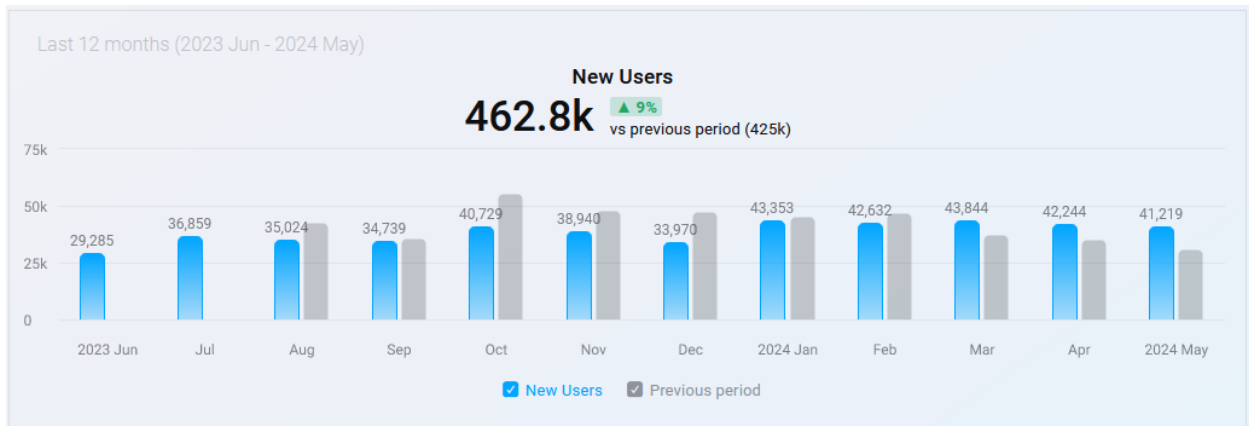 Last 12 months (2023 Jun - 2024 May)
New Users
462.8k ▲ 9%
vs previous period (425k)
75k
50k
25k
0
29,285 36,859 35,024 34,739 40,729 38,940 33,970 43,353 42,632 43,844 42,244 41,219
2023 Jun Jul Aug Sep Oct Nov Dec 2024 Jan Feb Mar Apr 2024 May
New Users Previous period